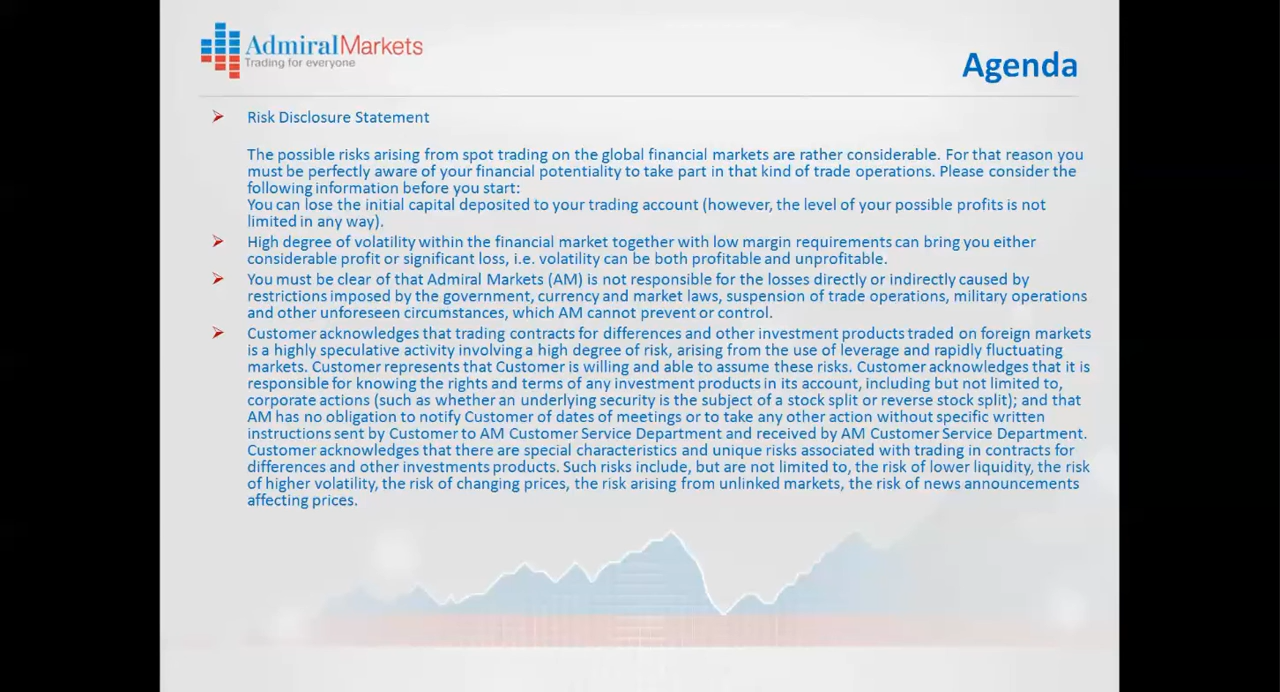 AdmiralMarkets
Trading for everyone
Agenda
Risk Disclosure Statement
The possible risks arising from spot trading on the global financial markets are rather considerable. For that reason you
must be perfectly aware of your financial potentiality to take part in that kind of trade operations. Please consider the
following information before you start:
You can lose the initial capital deposited to your trading account (however, the level of your possible profits is not
limited in any way).
High degree of volatility within the financial market together with low margin requirements can bring you either
considerable profit or significant loss, i.e. volatility can be both profitable and unprofitable.
You must be clear of that Admiral Markets (AM) is not responsible for the losses directly or indirectly caused by
restrictions imposed by the government, currency and market laws, suspension of trade operations, military operations
and other unforeseen circumstances, which AM cannot prevent or control.
Customer acknowledges that trading contracts for differences and other investment products traded on foreign markets
is a highly speculative activity involving a high degree of risk, arising from the use of leverage and rapidly fluctuating
markets. Customer represents that Customer is willing and able to assume these risks. Customer acknowledges that it is
responsible for knowing the rights and terms of any investment products in its account, including but not limited to,
corporate actions (such as whether an underlying security is the subject of a stock split or reverse stock split); and that
AM has no obligation to notify Customer of dates of meetings or to take any other action without specific written
instructions sent by Customer to AM Customer Service Department and received by AM Customer Service Department.
Customer acknowledges that there are special characteristics and unique risks associated with trading in contracts for
differences and other investments products. Such risks include, but are not limited to, the risk of lower liquidity, the risk
of higher volatility, the risk of changing prices, the risk arising from unlinked markets, the risk of news announcements
affecting prices.